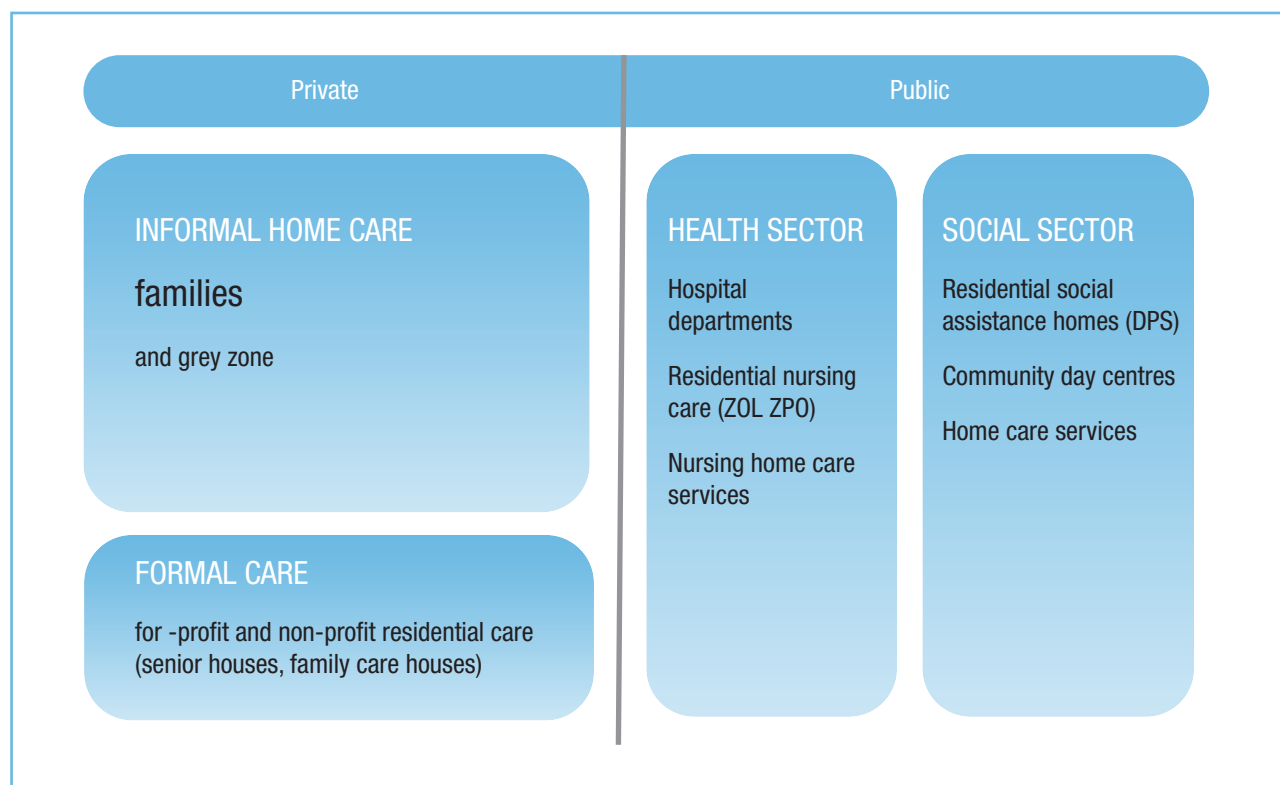 Private
Public
INFORMAL HOME CARE
families
and grey zone
FORMAL CARE
for -profit and non-profit residential care
(senior houses, family care houses)
HEALTH SECTOR
Hospital
departments
Residential nursing
care (ZOL ZPO)
Nursing home care
services
SOCIAL SECTOR
Residential social
assistance homes (DPS)
Community day centres
Home care services